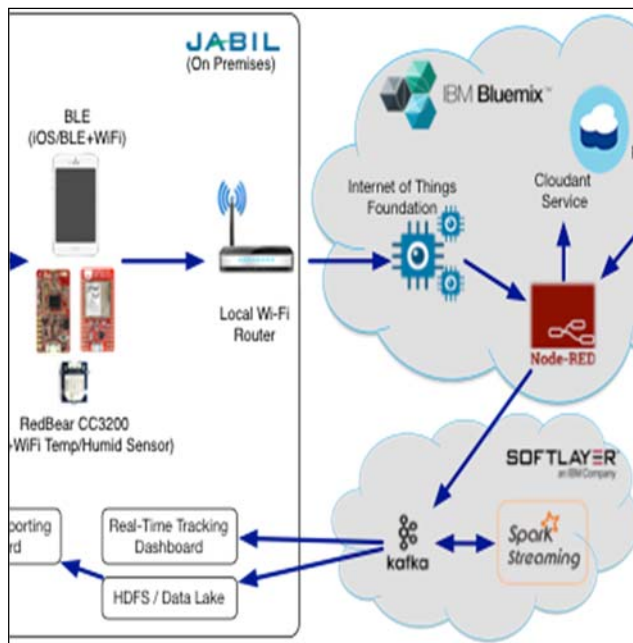 JABIL
(On Premises)
BLE
(iOS/BLE+WiFi)
Local Wi-Fi
Router
RedBear CC3200
+WiFi Temp/Humid Sensor)
IBM Bluemix™
Internet of Things
Foundation
Cloudant
Service
Node-RED
SOFTLAYER®
an IBM Company
kafka
Spark
Streaming
Real-Time Tracking
Dashboard
HDFS / Data Lake
porting
rd